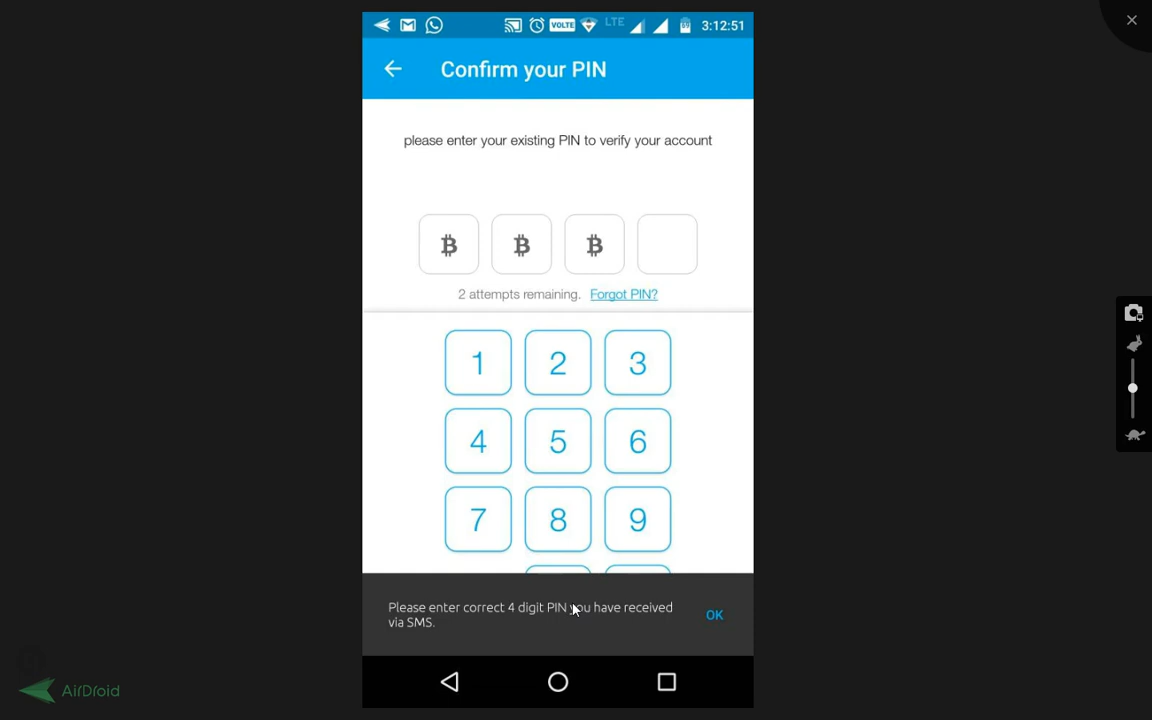 VOLTE LTE 3:12:51
Confirm your PIN
please enter your existing PIN to verify your account
2 attempts remaining. Forgot PIN?
1 2 3
4 5 6
7 8 9
Please enter correct 4 digit PIN you have received
via SMS.
OK
AirDroid